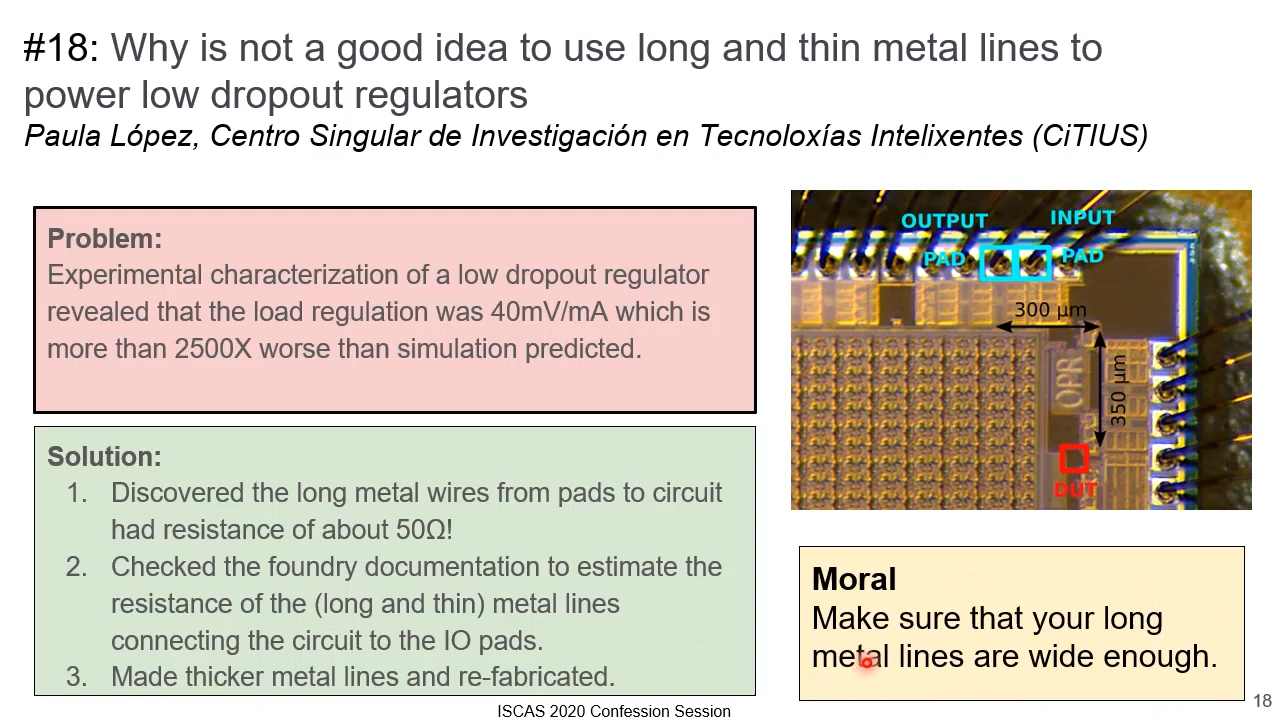 #18: Why is not a good idea to use long and thin metal lines to
power low dropout regulators
Paula López, Centro Singular de Investigación en Tecnoloxías Intelixentes (CiTIUS)
Problem:
Experimental characterization of a low dropout regulator
revealed that the load regulation was 40mV/mA which is
more than 2500X worse than simulation predicted.
Solution:
1. Discovered the long metal wires from pads to circuit
had resistance of about 50Ω!
2. Checked the foundry documentation to estimate the
resistance of the (long and thin) metal lines
connecting the circuit to the IO pads.
3. Made thicker metal lines and re-fabricated.
OUTPUT
INPUT
PAD
PAD
300 μm
OPR
350 μm
DUT
Moral
Make sure that your long
metal lines are wide enough.
ISCAS 2020 Confession Session
18